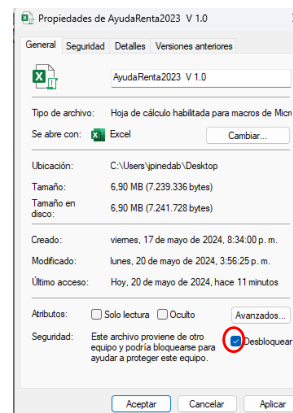 Propiedades de AyudaRenta2023 V 1.0
General Seguridad Detalles Versiones anteriores
AyudaRenta2023 V 1.0
Tipo de archivo: Hoja de cálculo habilitada para macros de Micr
Se abre con: Excel Cambiar...
Ubicación: C:\Users\jpinedab\Desktop
Tamaño: 6,90 MB (7.239.336 bytes)
Tamaño en
disco: 6,90 MB (7.241.728 bytes)
Creado: viernes, 17 de mayo de 2024, 8:34:00 p. m.
Modificado: lunes, 20 de mayo de 2024, 3:56:25 p. m.
Último acceso: Hoy, 20 de mayo de 2024, hace 11 minutos
Atributos: Solo lectura Oculto Avanzados...
Seguridad: Este archivo proviene de otro
equipo y podría bloquearse para
ayudar a proteger este equipo.
Desbloquear
Aceptar Cancelar Aplicar